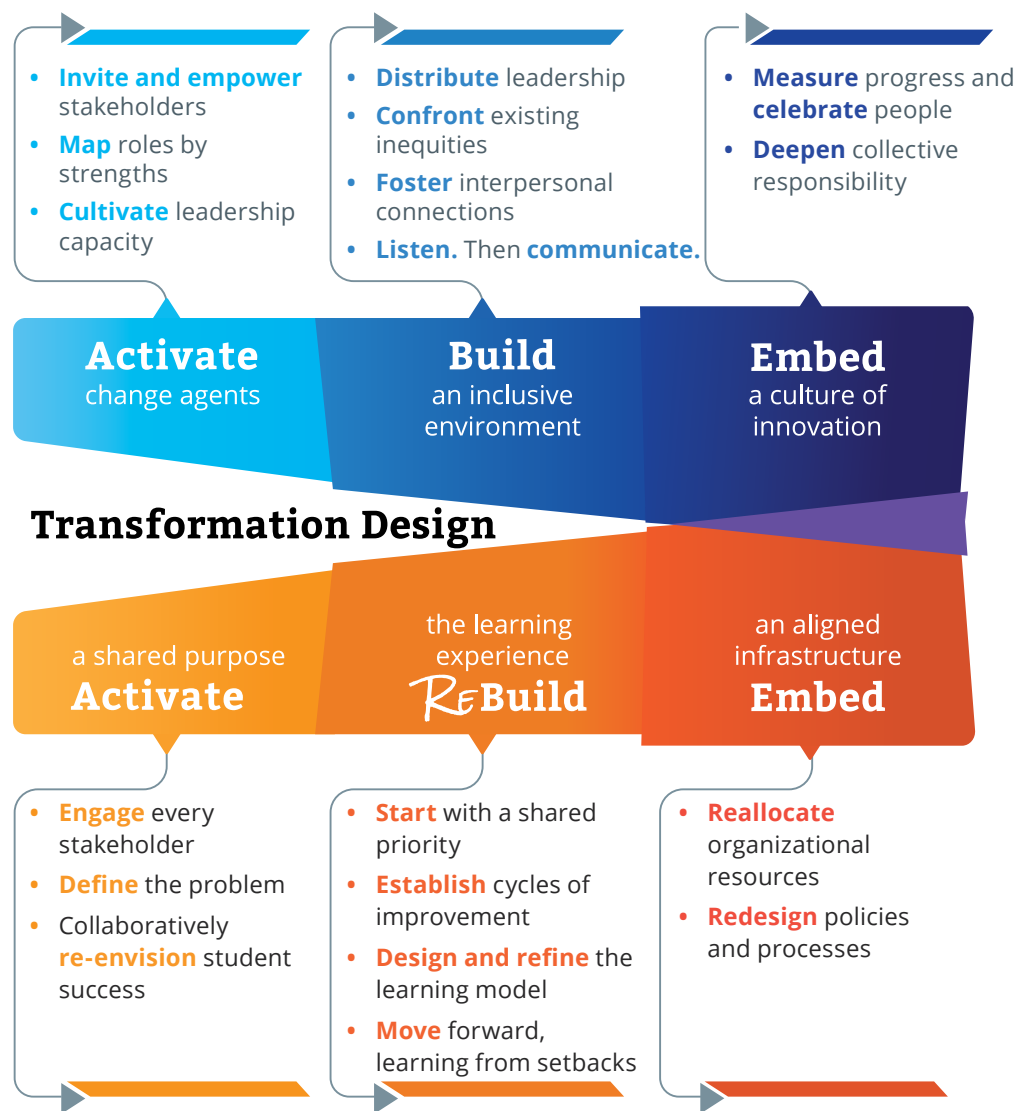 • Invite and empower
stakeholders
• Map roles by
strengths
• Cultivate leadership
capacity
• Distribute leadership
• Confront existing
inequities
• Foster interpersonal
connections
• Listen. Then communicate.
• Measure progress and
celebrate people
• Deepen collective
responsibility
Activate
change agents
Build
an inclusive
environment
Embed
a culture of
innovation
Transformation Design
a shared purpose
Activate
the learning
experience
REBuild
an aligned
infrastructure
Embed
• Engage every
stakeholder
• Define the problem
• Collaboratively
re-envision student
success
• Start with a shared
priority
• Establish cycles of
improvement
• Design and refine the
learning model
• Move forward,
learning from setbacks
• Reallocate
organizational
resources
• Redesign policies
and processes